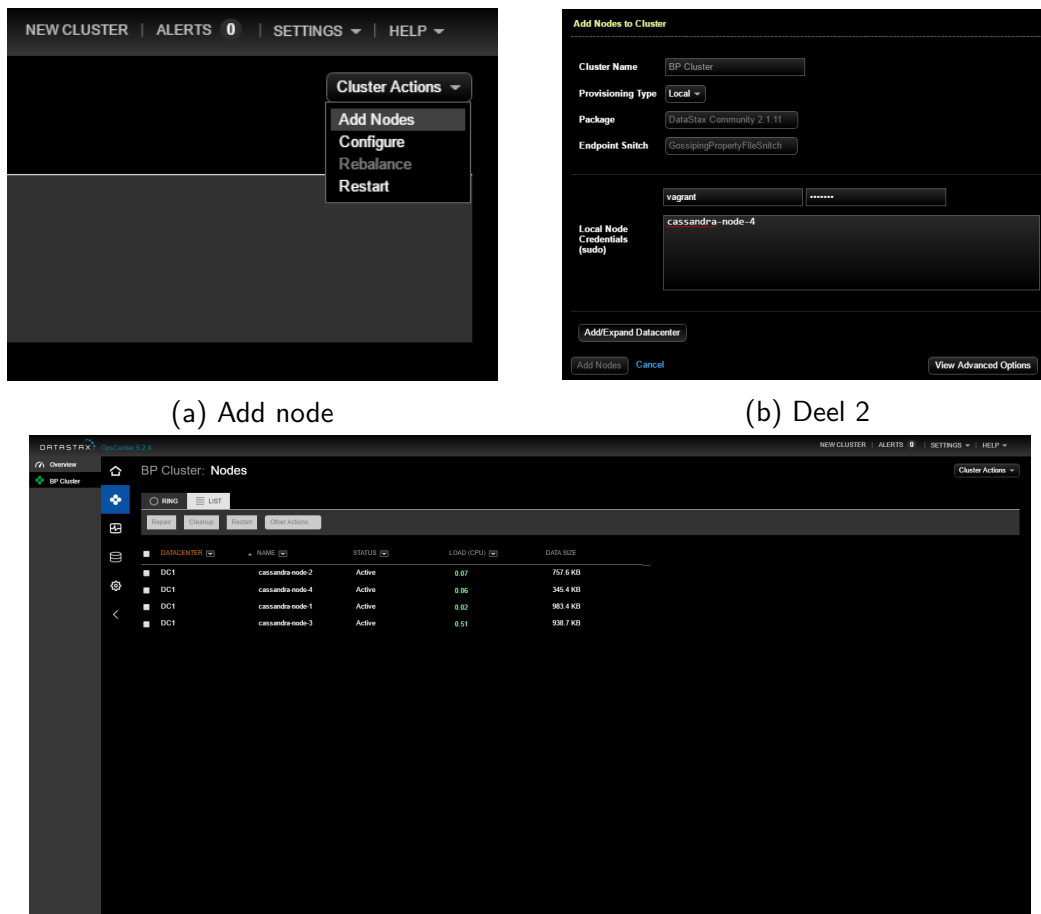 NEW CLUSTER | ALERTS 0 | SETTINGS | HELP
Cluster Actions
Add Nodes
Configure
Rebalance
Restart
(a) Add node
Add Nodes to Cluster
Cluster Name BP Cluster
Provisioning Type Local
Package DataStax Community 2.1.11
Endpoint Snitch GossipingPropertyFileSnitch
vagrant •••••••
Local Node
Credentials
(sudo)
cassandra-node-4
Add/Expand Datacenter
Add Nodes Cancel View Advanced Options
(b) Deel 2
DATASTAX OpsCenter 5.2.4 NEW CLUSTER | ALERTS 0 | SETTINGS | HELP
Overview
BP Cluster
BP Cluster: Nodes Cluster Actions
RING LIST
Repair Cleanup Restart Other Actions
DATACENTER NAME STATUS LOAD (CPU) DATA SIZE
DC1 cassandra-node-2 Active 0.07 757.6 KB
DC1 cassandra-node-4 Active 0.06 345.4 KB
DC1 cassandra-node-1 Active 0.02 983.4 KB
DC1 cassandra-node-3 Active 0.51 938.7 KB